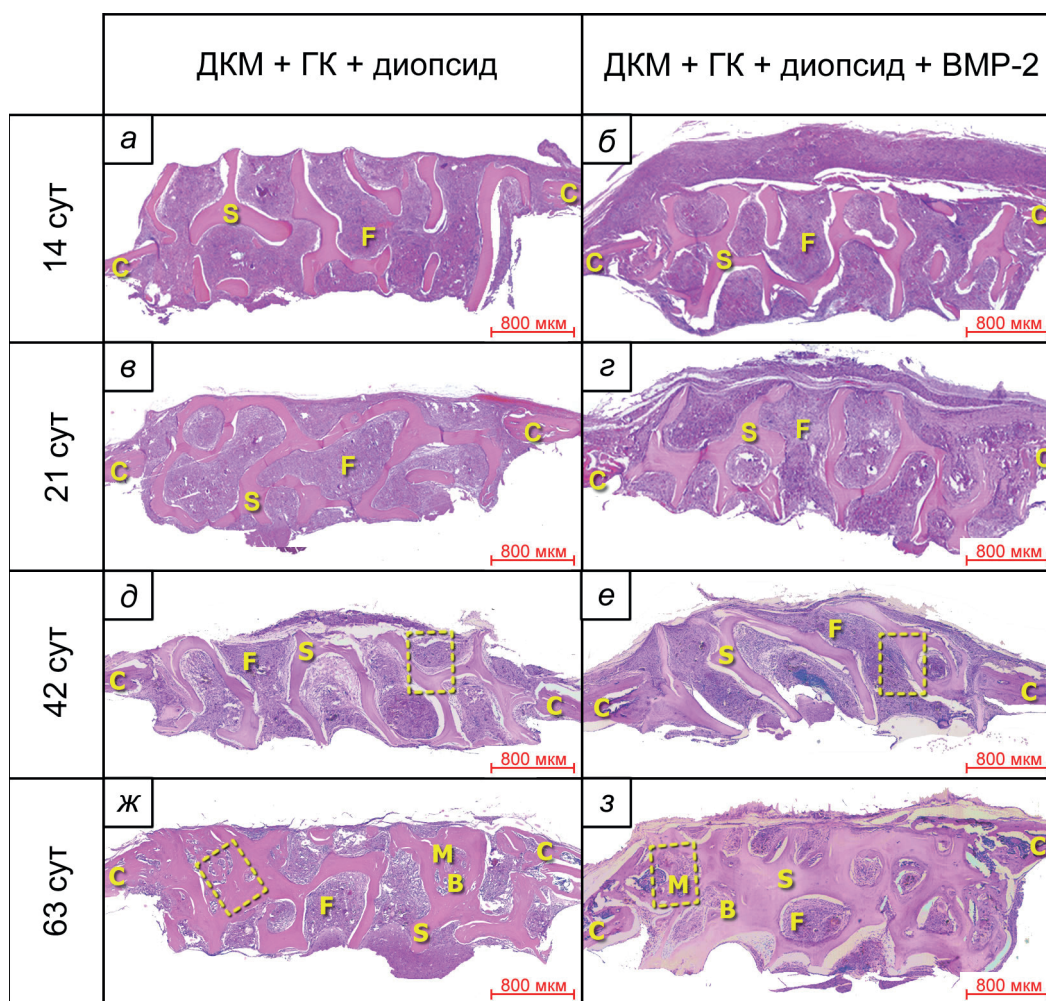 ДКМ + ГК + диопсид
ДКМ + ГК + диопсид + BMP-2
14 сут
а
S
F
C
C
800 мкм
б
F
S
C
C
800 мкм
21 сут
в
C
F
C
S
800 мкм
г
S
F
C
C
800 мкм
42 сут
д
F
S
C
C
800 мкм
е
F
S
C
C
800 мкм
63 сут
ж
M
C
C
B
F
S
800 мкм
з
C
S
M
B
F
C
800 мкм